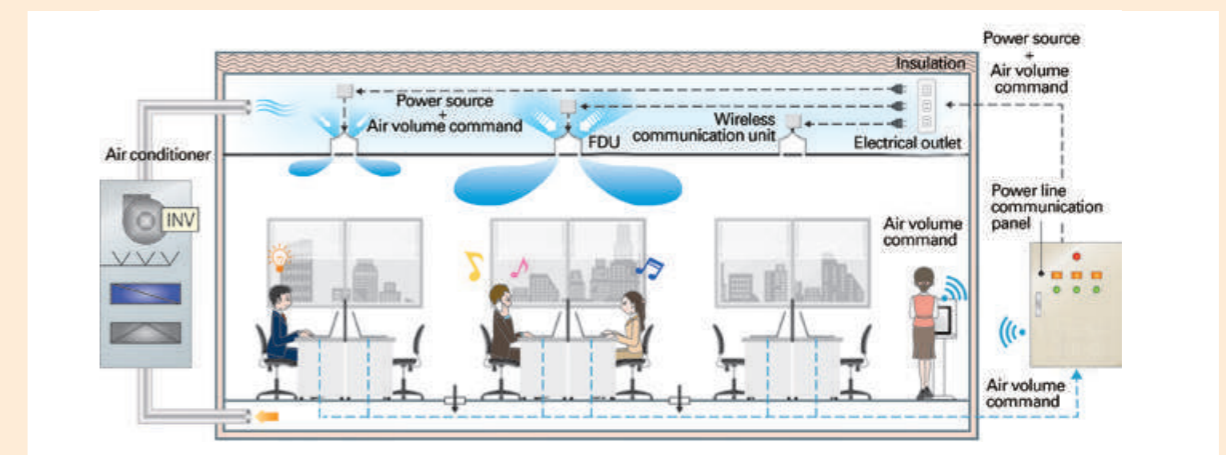 Power source
+
Air volume
command
Insulation
Power source
+
Air volume command
Wireless
communication unit
FDU
Electrical outlet
Air conditioner
INV
Power line
communication
panel
Air volume
command
Air volume
command